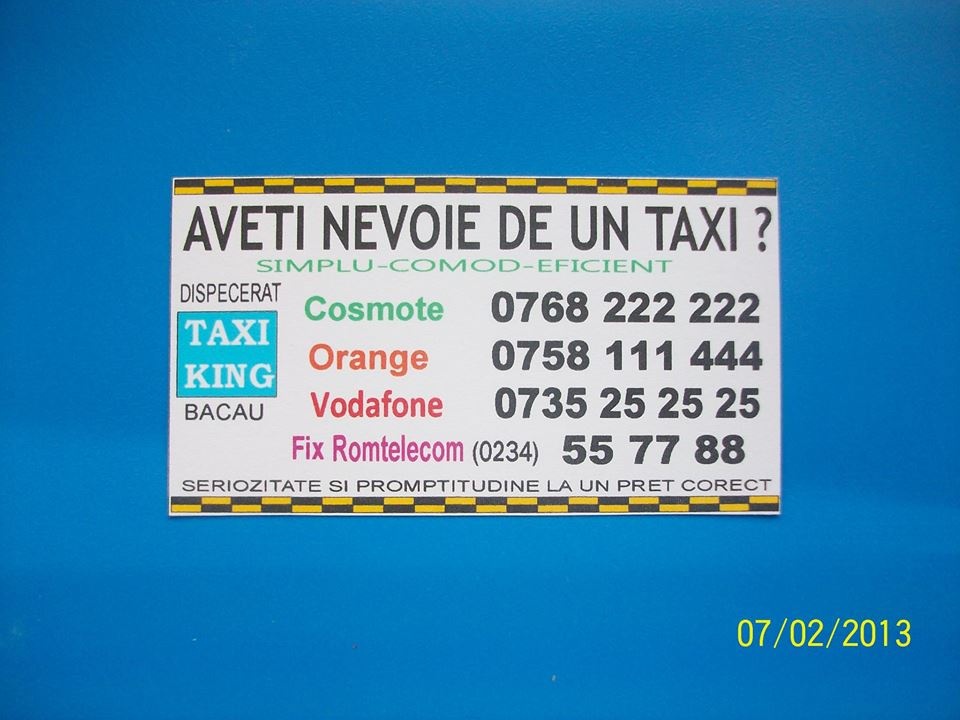 AVETI NEVOIE DE UN TAXI ?
SIMPLU-COMOD-EFICIENT
DISPECERAT
TAXI
KING
BACAU
Cosmote 0768 222 222
Orange 0758 111 444
Vodafone 0735 25 25 25
Fix Romtelecom (0234) 55 77 88
SERIOZITATE SI PROMPTITUDINE LA UN PRET CORECT
07/02/2013